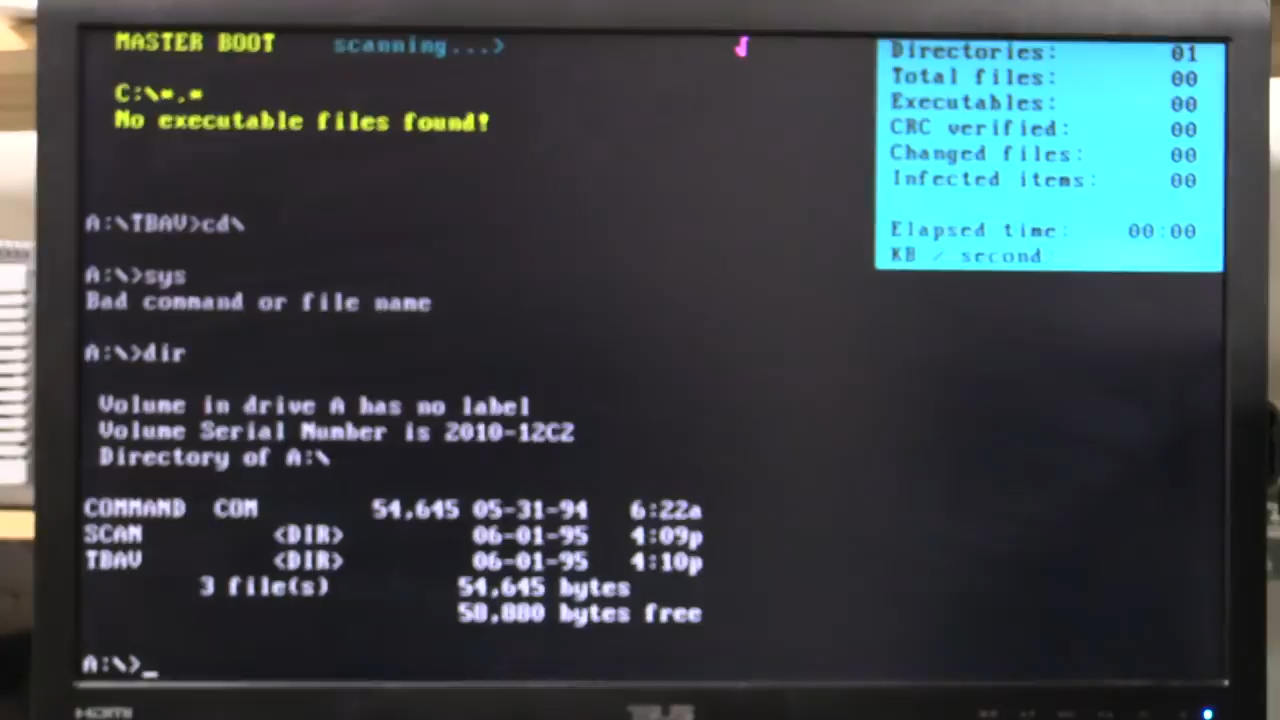 MASTER BOOT scanning...>
C:\*.*
No executable files found!
Directories: 01
Total files: 00
Executables: 00
CRC verified: 00
Changed files: 00
Infected items: 00
Elapsed time: 00:00
KB / second
A:\TBAV>cd\
A:\>sys
Bad command or file name
A:\>dir
Volume in drive A has no label
Volume Serial Number is 2010-12C2
Directory of A:\
COMMAND COM 54,645 05-31-94 6:22a
SCAN <DIR> 06-01-95 4:09p
TBAV <DIR> 06-01-95 4:10p
3 file(s) 54,645 bytes
58,880 bytes free
A:\>_
HDMI
ASUS